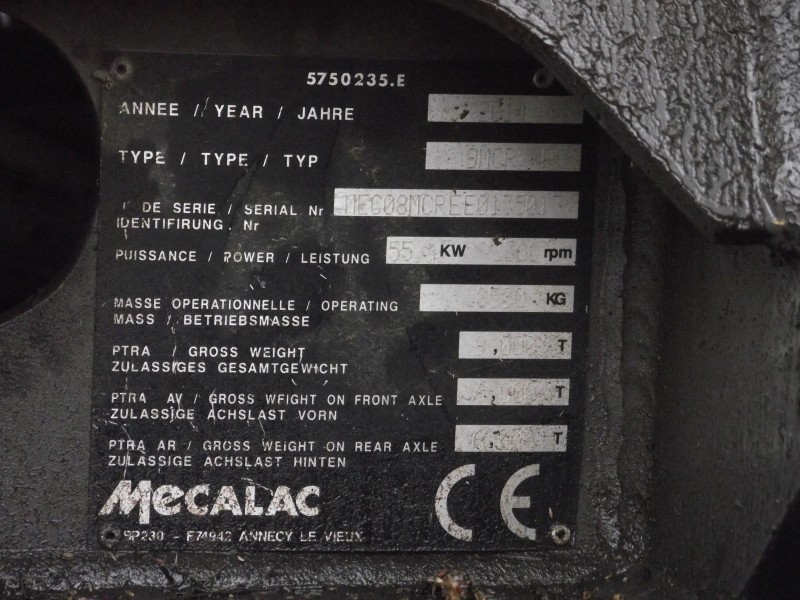 5750235.E
ANNEE / YEAR / JAHRE
TYPE / TYPE / TYP
DE SERIE / SERIAL Nr
IDENTIFIRUNG. Nr
PUISSANCE / POWER / LEISTUNG 55 KW rpm
MASSE OPERATIONNELLE / OPERATING KG
MASS / BETRIEBSMASSE
PTRA / GROSS WEIGHT T
ZULASSIGES GESAMTGEWICHT
PTRA AV / GROSS WFIGHT ON FRONT AXLE T
ZULASSIGE ACHSLAST VORN
PTRA AR / GROSS WEIGHT ON REAR AXLE T
ZULASSIGE ACHSLAST HINTEN
MECALAC CE
BP230 - F74942 ANNECY LE VIEUX